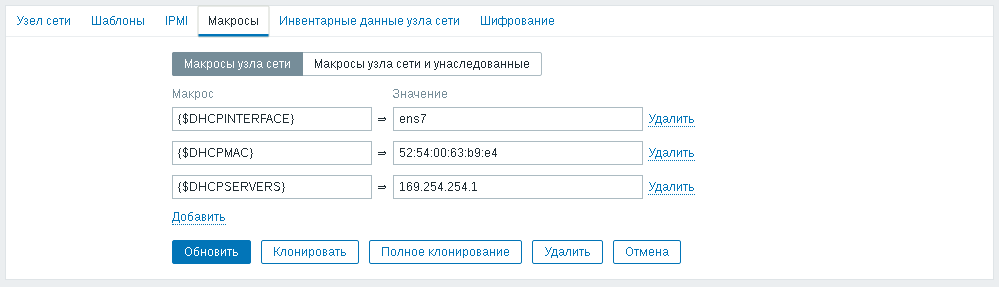 Узел сети Шаблоны IPMI Макросы Инвентарные данные узла сети Шифрование
Макросы узла сети Макросы узла сети и унаследованные
Макрос Значение
{$DHCPINTERFACE} ⇒ ens7 Удалить
{$DHCPMAC} ⇒ 52:54:00:63:b9:e4 Удалить
{$DHCPSERVERS} ⇒ 169.254.254.1 Удалить
Добавить
Обновить Клонировать Полное клонирование Удалить Отмена